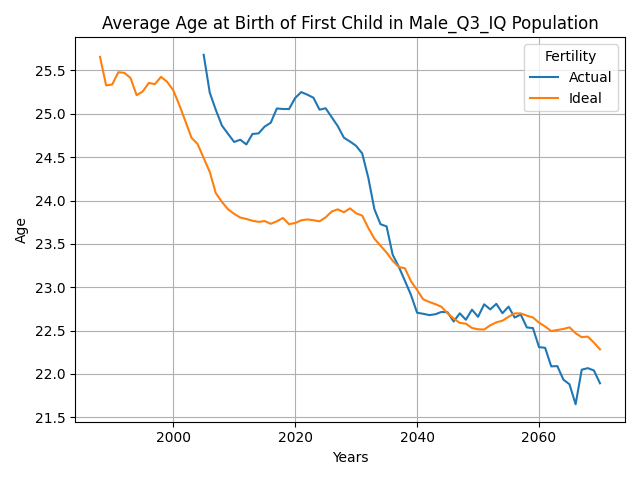 Average Age at Birth of First Child in Male_Q3_IQ Population
Fertility
Actual
Ideal
Age
25.5
25.0
24.5
24.0
23.5
23.0
22.5
22.0
21.5
2000
2020
2040
2060
Years